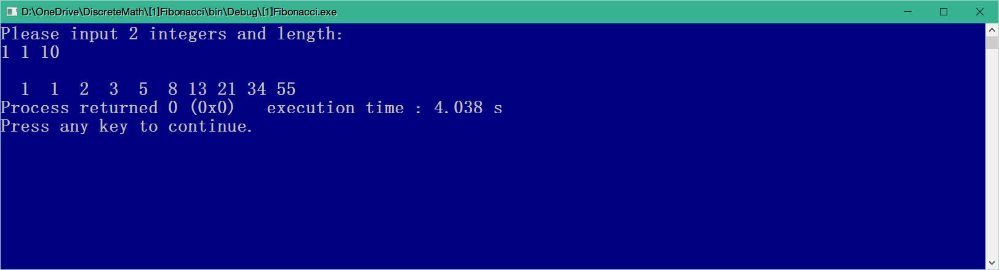 D:\OneDrive\DiscreteMath\[1]Fibonacci\bin\Debug\[1]Fibonacci.exe
Please input 2 integers and length:
1 1 10
  1  1  2  3  5  8 13 21 34 55
Process returned 0 (0x0)   execution time : 4.038 s
Press any key to continue.